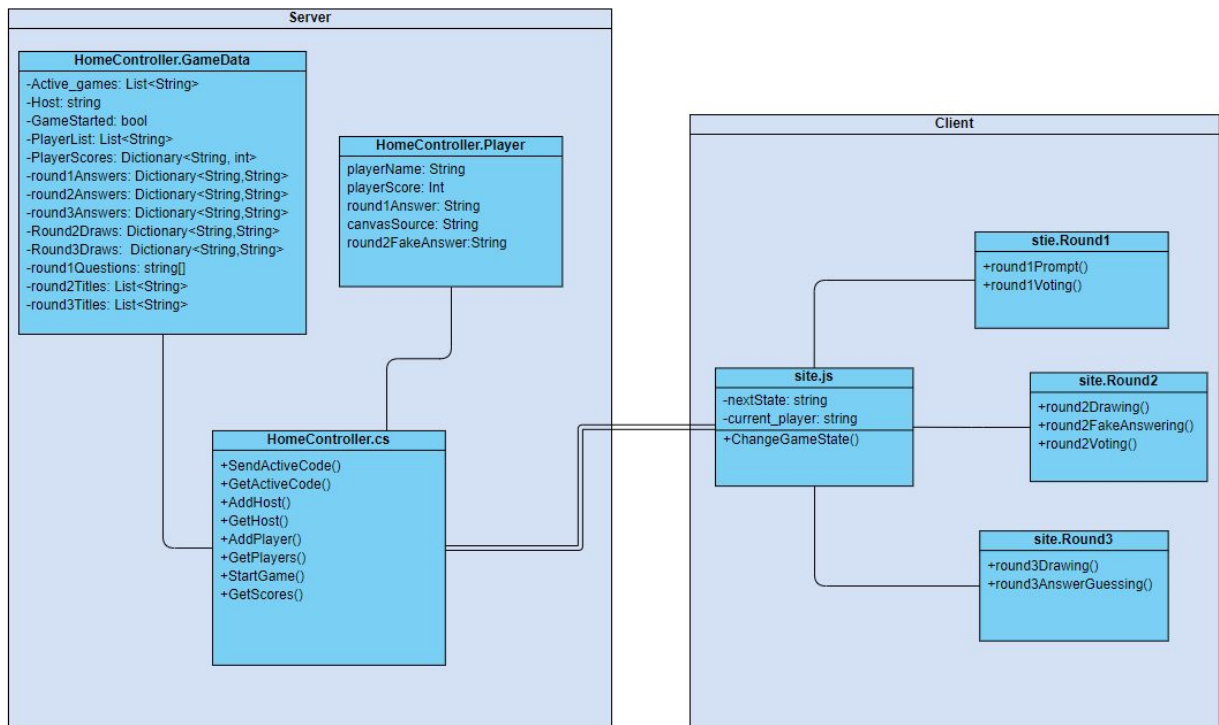 Server
HomeController.GameData
-Active_games: List<String>
-Host: string
-GameStarted: bool
-PlayerList: List<String>
-PlayerScores: Dictionary<String, int>
-round1Answers: Dictionary<String,String>
-round2Answers: Dictionary<String,String>
-round3Answers: Dictionary<String,String>
-Round2Draws: Dictionary<String,String>
-Round3Draws:  Dictionary<String,String>
-round1Questions: string[]
-round2Titles: List<String>
-round3Titles: List<String>
HomeController.Player
playerName: String
playerScore: Int
round1Answer: String
canvasSource: String
round2FakeAnswer:String
HomeController.cs
+SendActiveCode()
+GetActiveCode()
+AddHost()
+GetHost()
+AddPlayer()
+GetPlayers()
+StartGame()
+GetScores()
Client
stie.Round1
+round1Prompt()
+round1Voting()
site.js
-nextState: string
-current_player: string
+ChangeGameState()
site.Round2
+round2Drawing()
+round2FakeAnswering()
+round2Voting()
site.Round3
+round3Drawing()
+round3AnswerGuessing()